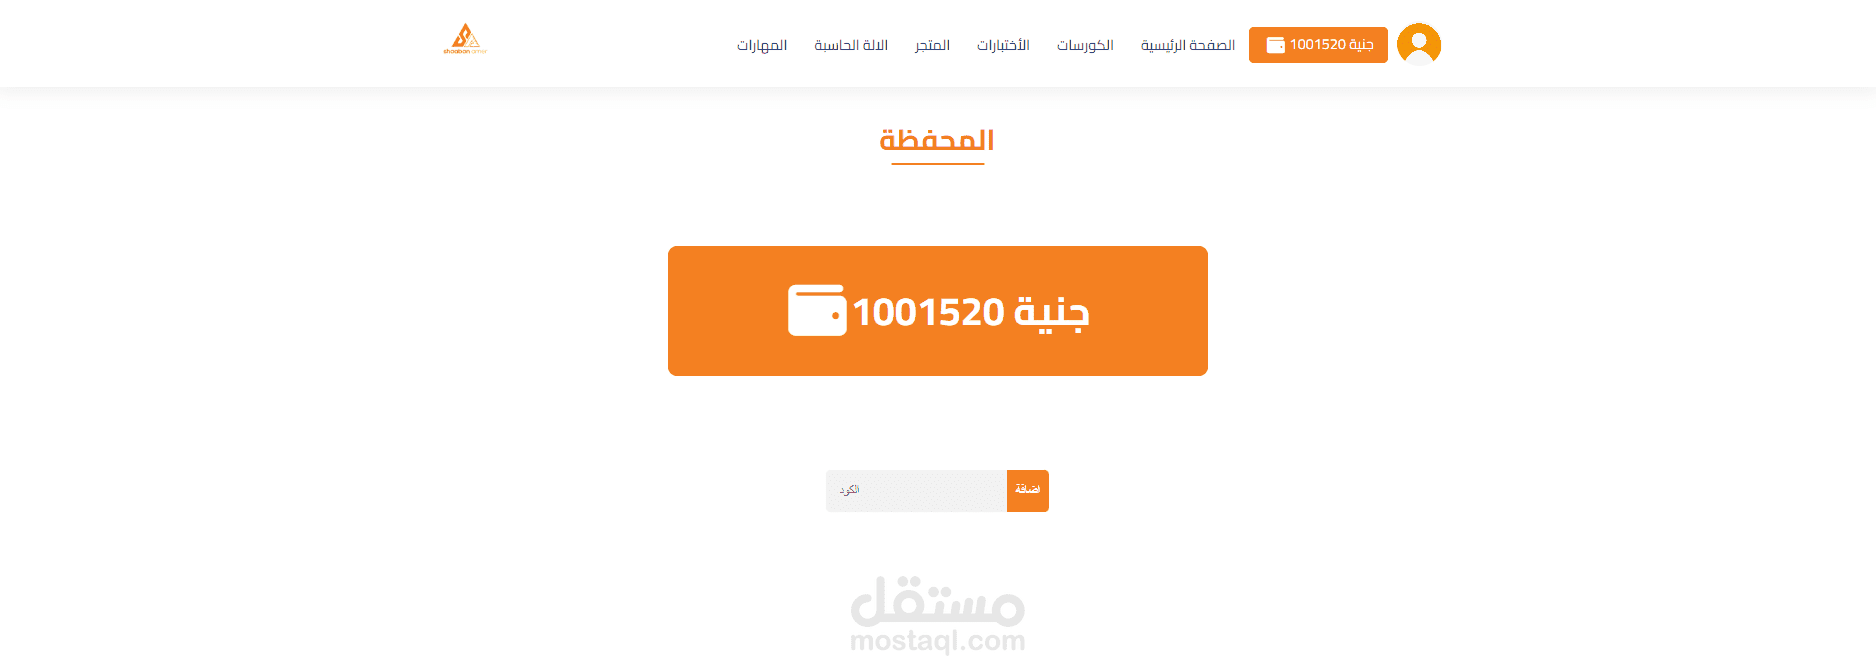 جنية 1001520
الصفحة الرئيسية
الكورسات
الأختبارات
المتجر
الالة الحاسبة
المهارات
shaaban
المحفظة
جنية 1001520
اضافة
الكود
مستقل
mostaql.com